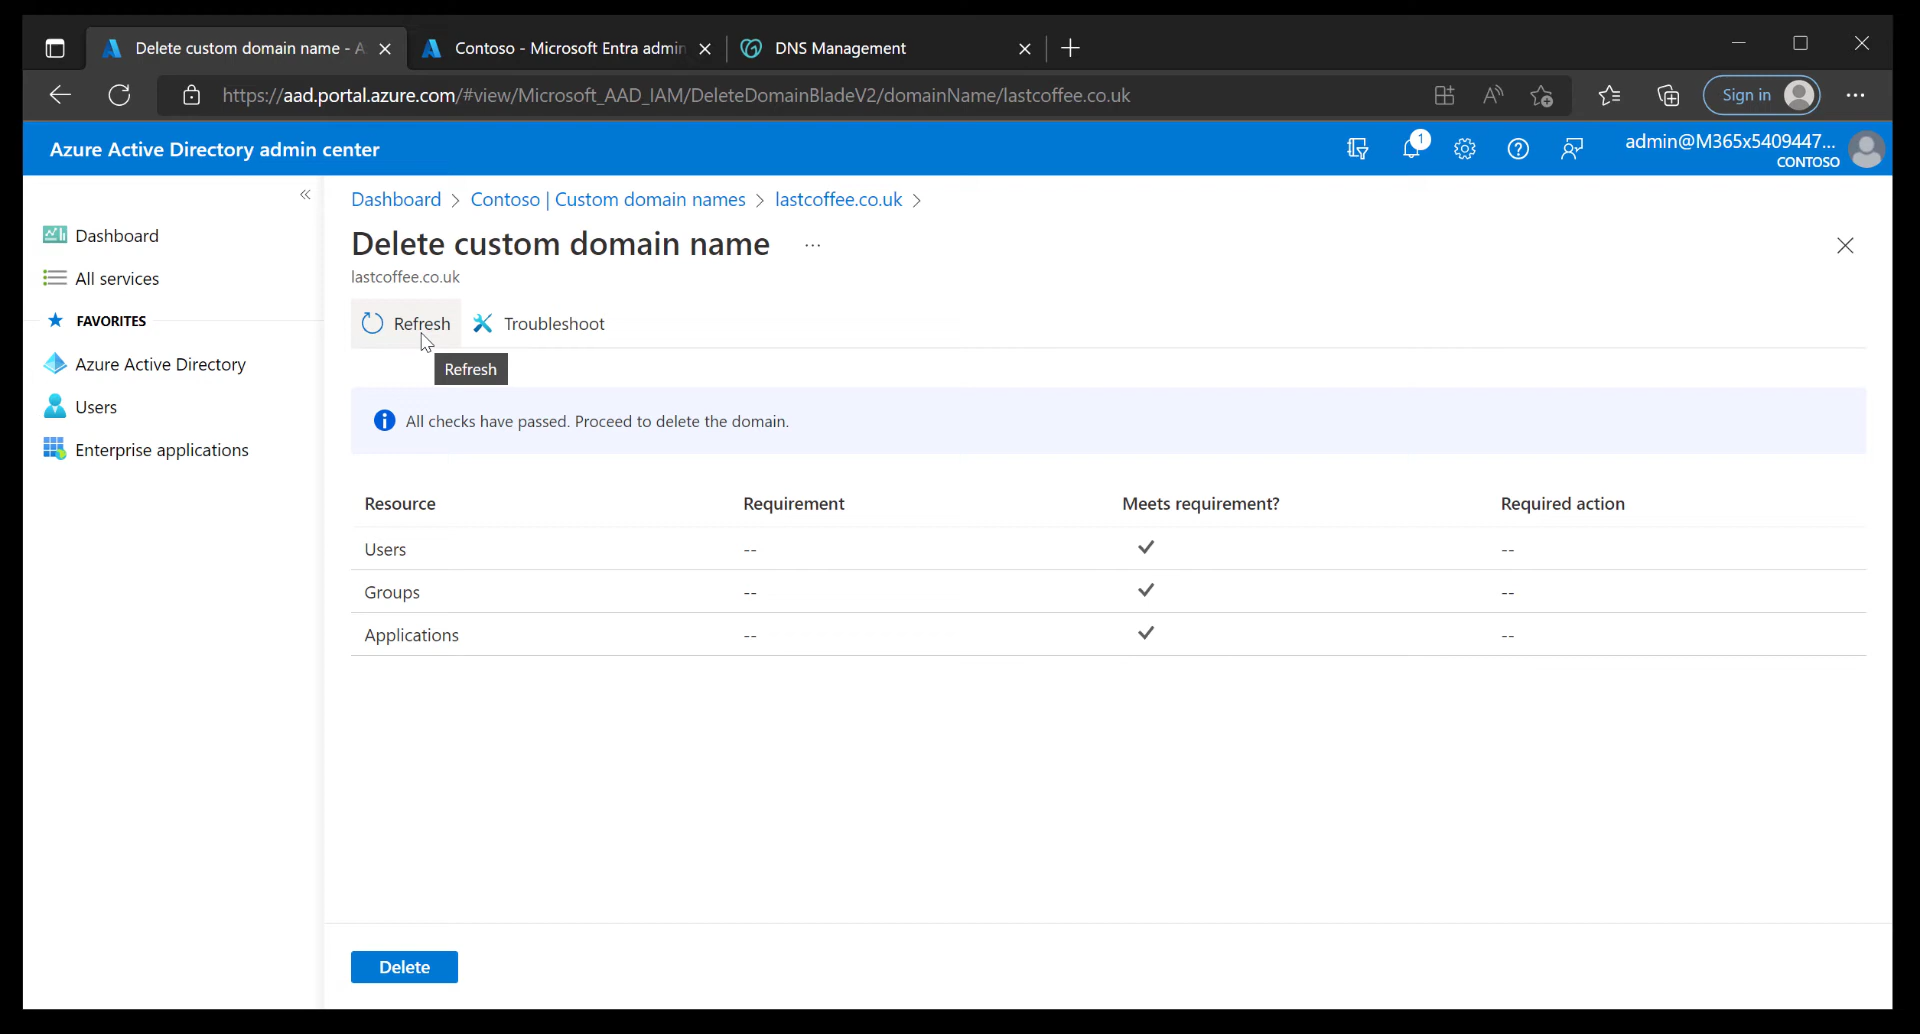 Delete custom domain name - A
Contoso - Microsoft Entra admin
DNS Management
https://aad.portal.azure.com/#view/Microsoft_AAD_IAM/DeleteDomainBladeV2/domainName/lastcoffee.co.uk
Sign in
Azure Active Directory admin center
1
admin@M365x5409447...
CONTOSO
Dashboard
All services
FAVORITES
Azure Active Directory
Users
Enterprise applications
Dashboard > Contoso | Custom domain names > lastcoffee.co.uk >
Delete custom domain name ...
lastcoffee.co.uk
Refresh Troubleshoot
Refresh
All checks have passed. Proceed to delete the domain.
Resource Requirement Meets requirement? Required action
Users -- ✓ --
Groups -- ✓ --
Applications -- ✓ --
Delete